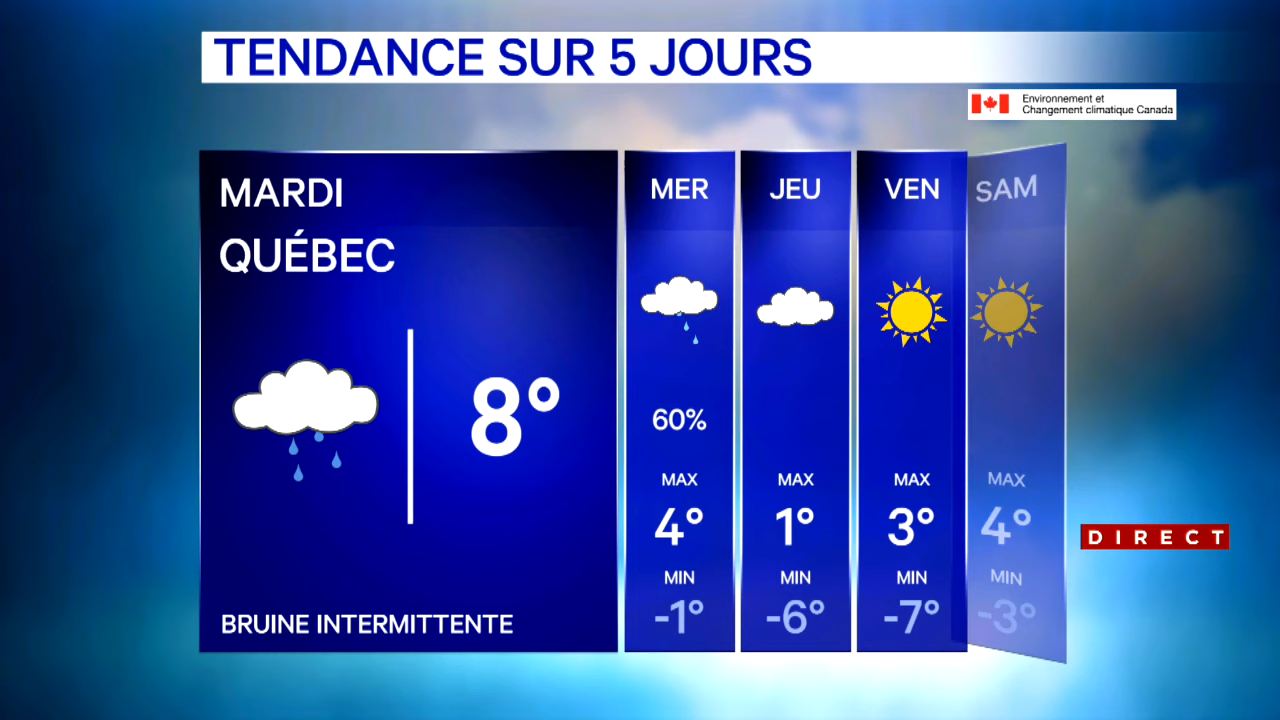 TENDANCE SUR 5 JOURS
Environnement et
Changement climatique Canada
MARDI
QUÉBEC
8°
BRUINE INTERMITTENTE
MER
60%
MAX
4°
MIN
-1°
JEU
MAX
1°
MIN
-6°
VEN
MAX
3°
MIN
-7°
SAM
MAX
4°
MIN
-3°
DIRECT